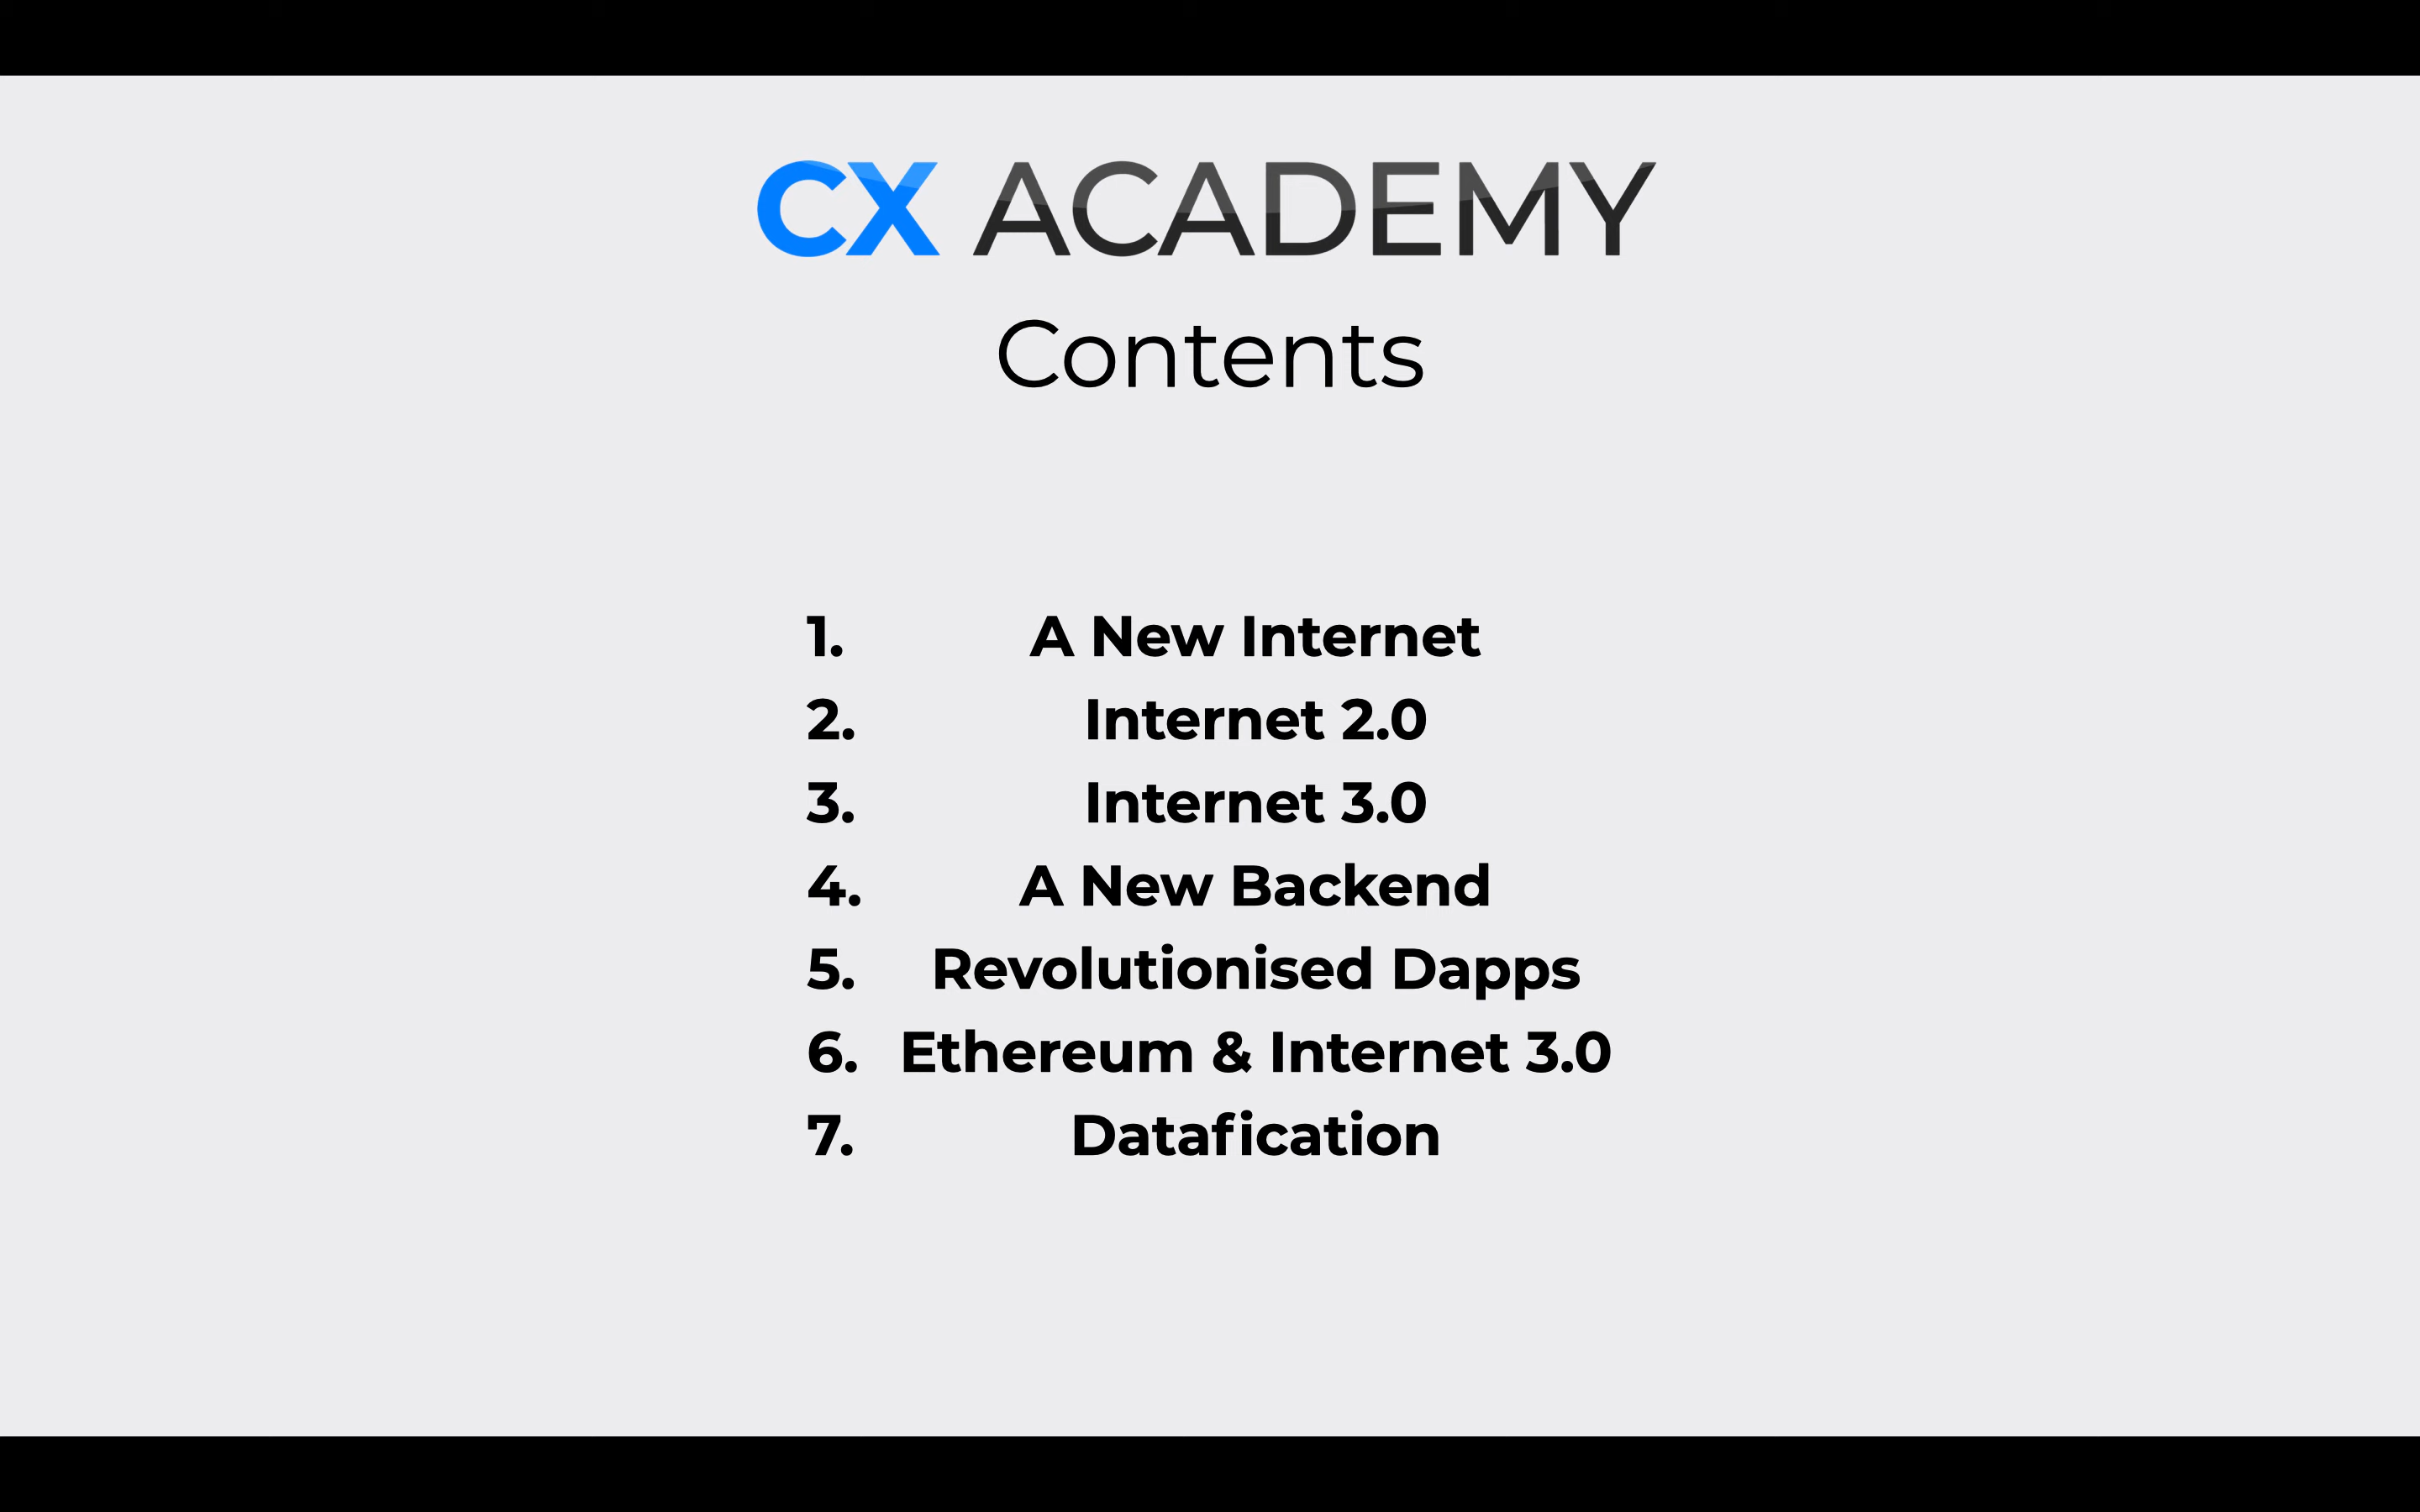 CX ACADEMY
Contents
1. A New Internet
2. Internet 2.0
3. Internet 3.0
4. A New Backend
5. Revolutionised Dapps
6. Ethereum & Internet 3.0
7. Datafication